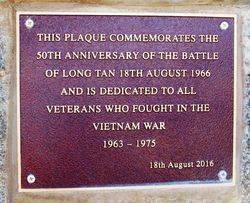 THIS PLAQUE COMMEMORATES THE
50TH ANNIVERSARY OF THE BATTLE
OF LONG TAN 18TH AUGUST 1966
AND IS DEDICATED TO ALL
VETERANS WHO FOUGHT IN THE
VIETNAM WAR
1963 - 1975
18th August 2016